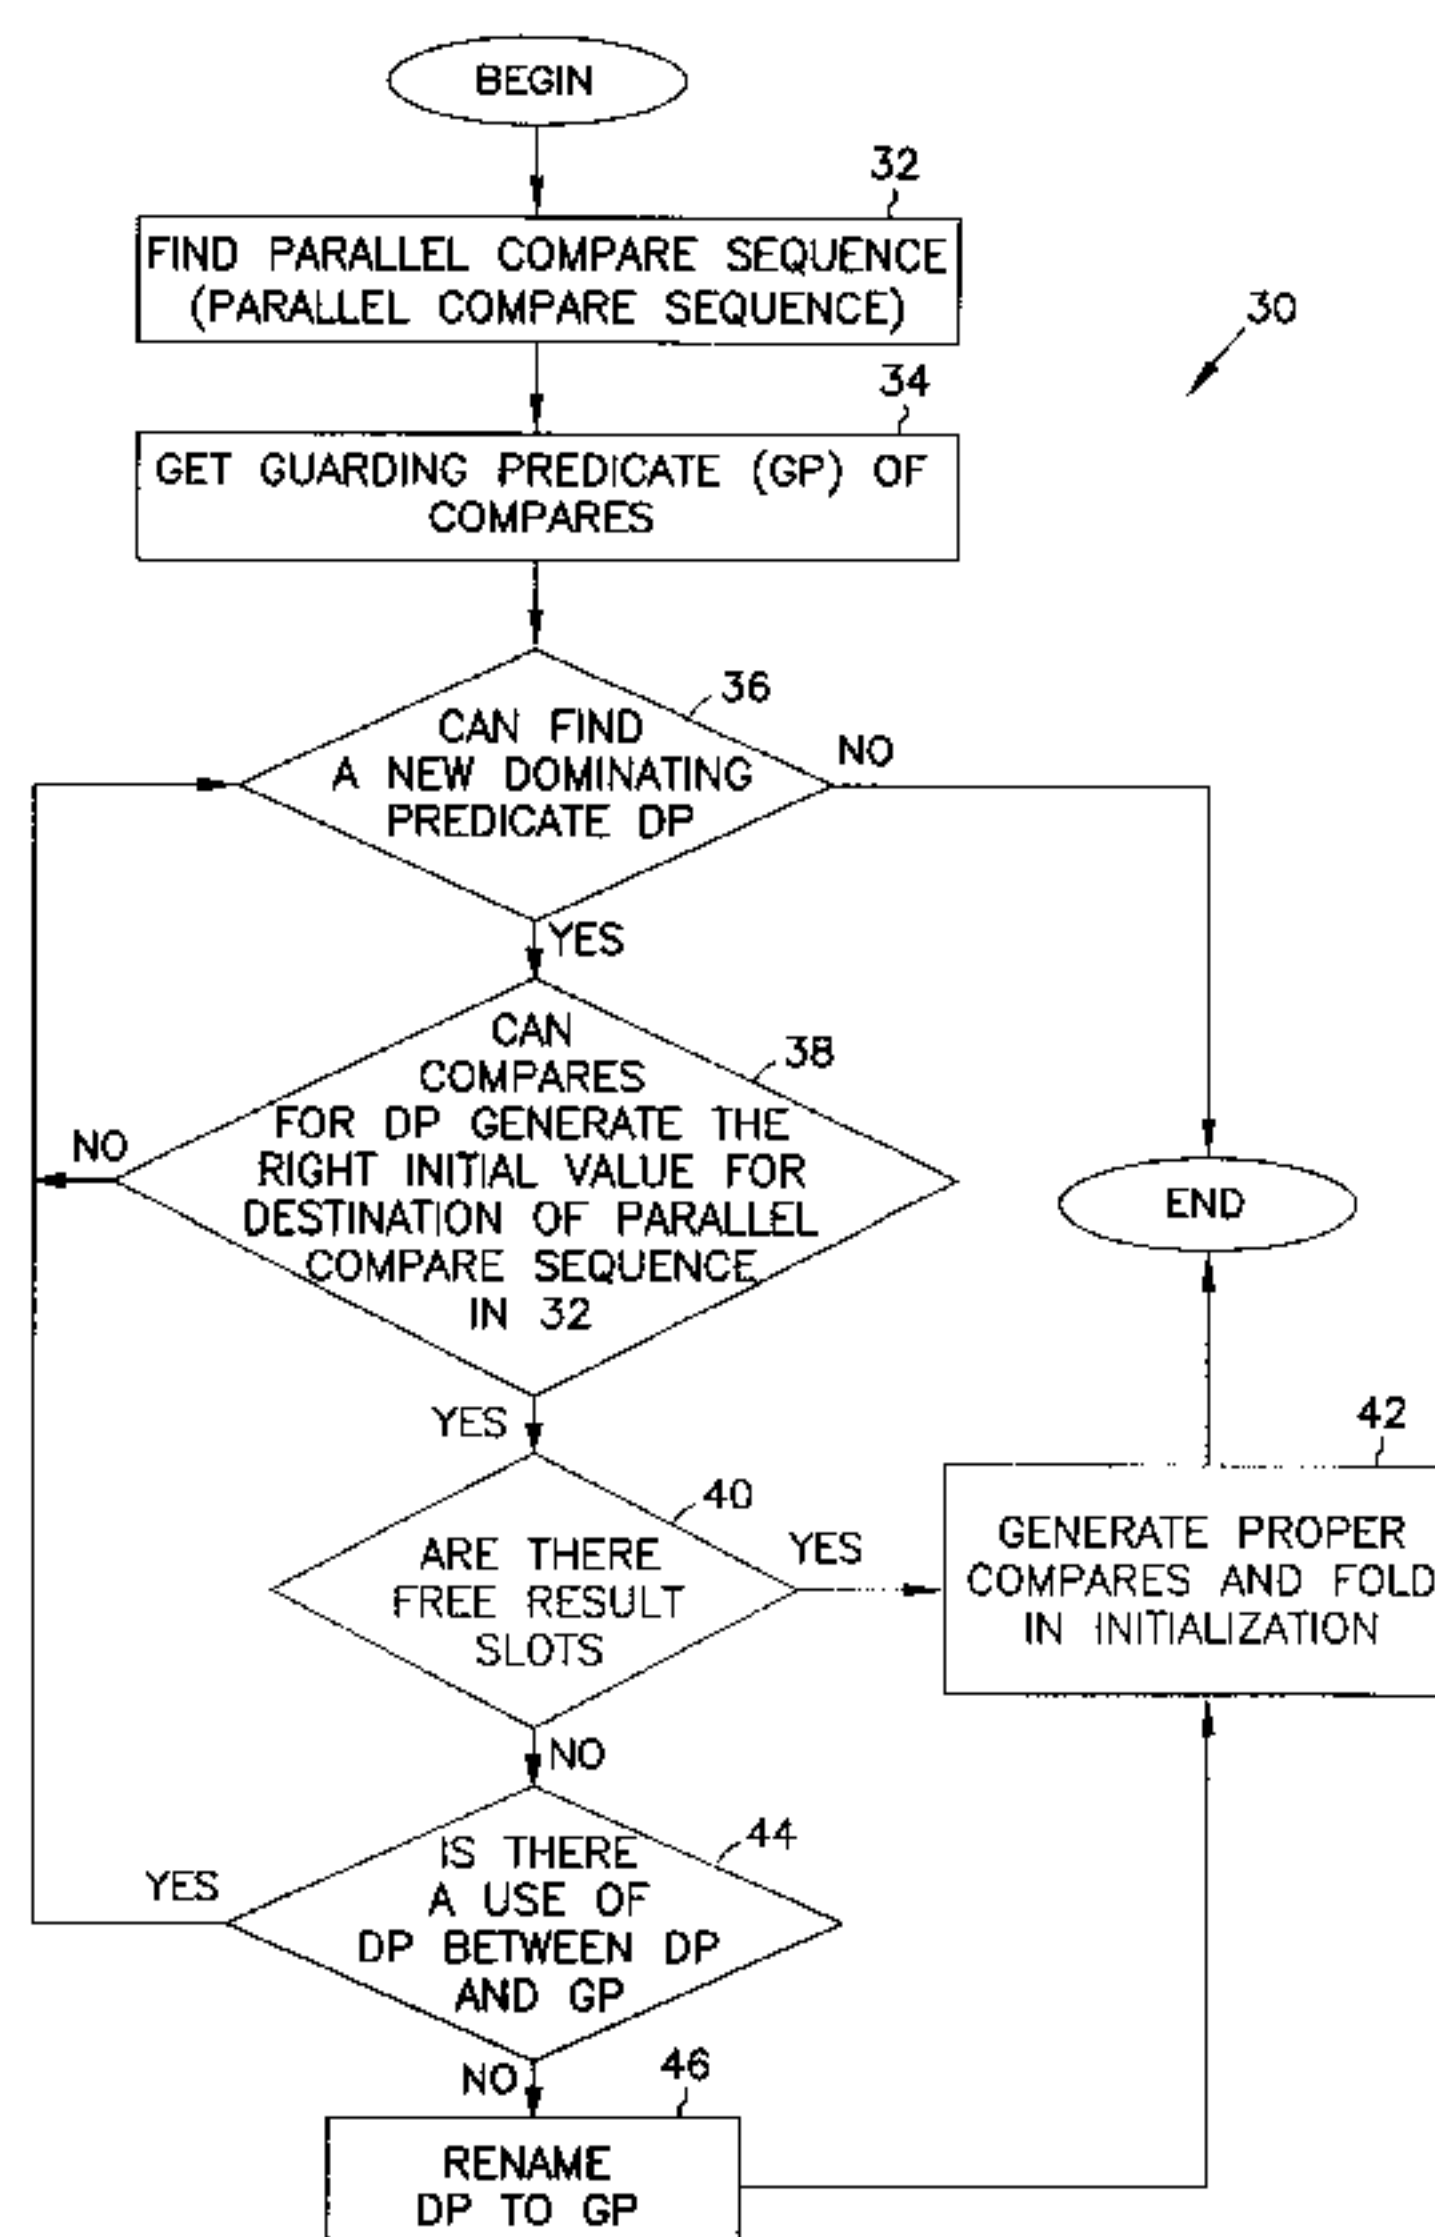 BEGIN
32
FIND PARALLEL COMPARE SEQUENCE
(PARALLEL COMPARE SEQUENCE)
30
34
GET GUARDING PREDICATE (GP) OF
COMPARES
36
CAN FIND
A NEW DOMINATING
PREDICATE DP
NO
YES
38
CAN
COMPARES
FOR DP GENERATE THE
RIGHT INITIAL VALUE FOR
DESTINATION OF PARALLEL
COMPARE SEQUENCE
IN 32
NO
END
YES
40
ARE THERE
FREE RESULT
SLOTS
YES
42
GENERATE PROPER
COMPARES AND FOLD
IN INITIALIZATION
NO
44
IS THERE
A USE OF
DP BETWEEN DP
AND GP
YES
NO
46
RENAME
DP TO GP